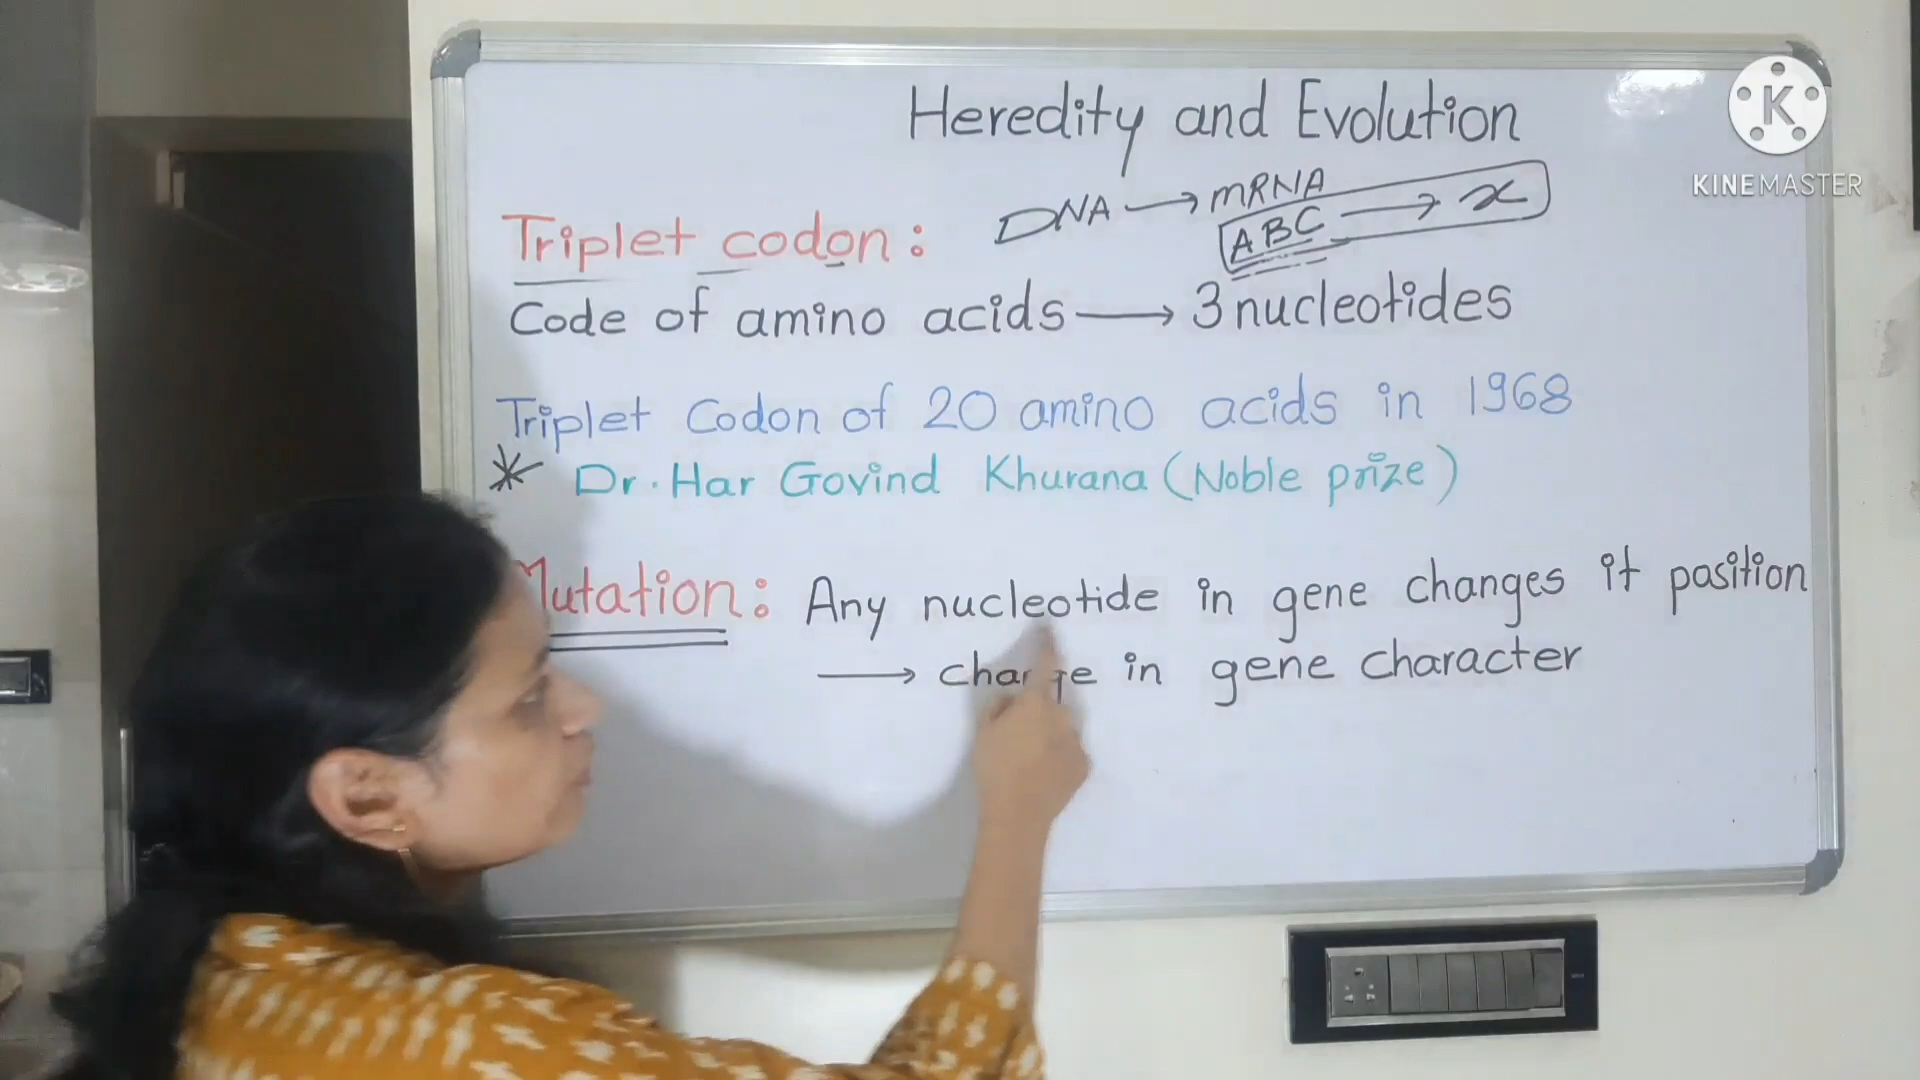 Heredity and Evolution
KINEMASTER
DNA → mRNA
Triplet codon :
ABC → x
Code of amino acids → 3 nucleotides
Triplet Codon of 20 amino acids in 1968
* Dr. Har Govind Khurana (Noble prize)
Mutation : Any nucleotide in gene changes it position
→ change in gene character